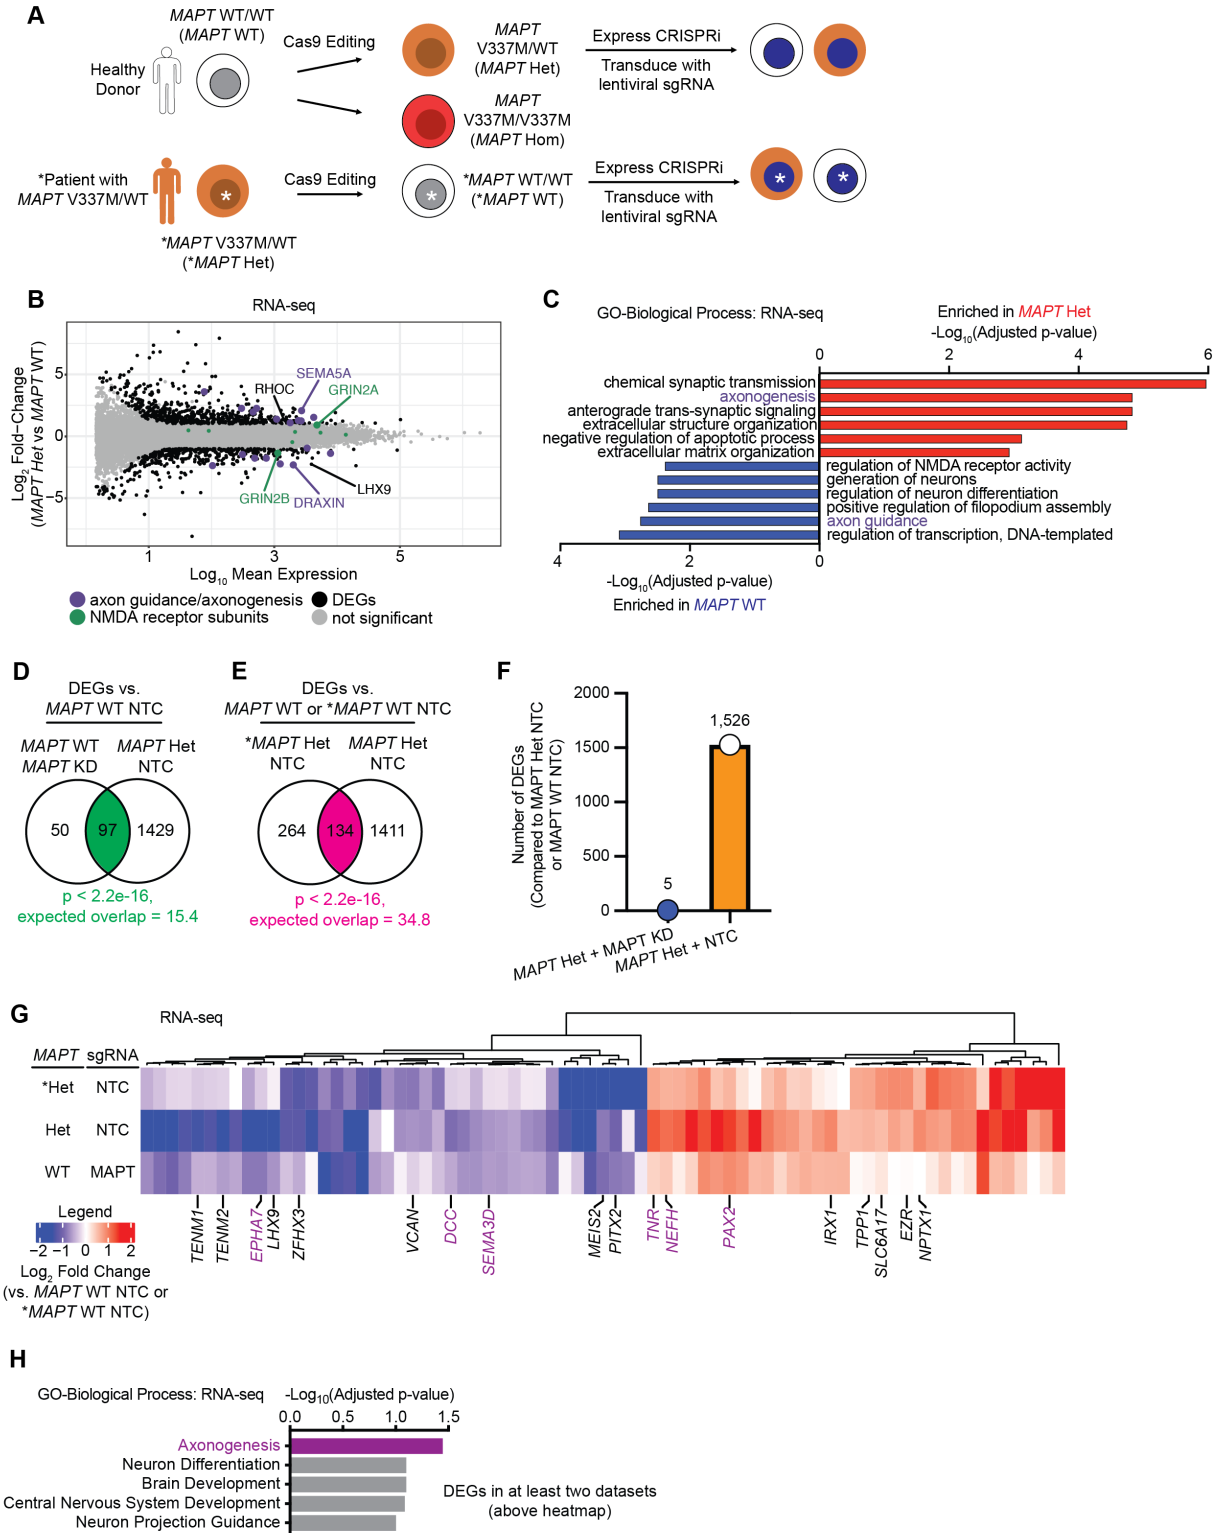 A
MAPT WT/WT
(MAPT WT)
Healthy
Donor
Cas9 Editing
MAPT
V337M/WT
(MAPT Het)
MAPT
V337M/V337M
(MAPT Hom)
Express CRISPRi
Transduce with
lentiviral sgRNA
*Patient with
MAPT V337M/WT
*
*MAPT V337M/WT
(*MAPT Het)
Cas9 Editing
*
*MAPT WT/WT
(*MAPT WT)
Express CRISPRi
Transduce with
lentiviral sgRNA
*
*
B
RNA-seq
Log2 Fold-Change
(MAPT Het vs MAPT WT)
5
0
−5
SEMA5A
RHOC
GRIN2A
GRIN2B
DRAXIN
LHX9
1
3
5
Log10 Mean Expression
axon guidance/axonogenesis
DEGs
NMDA receptor subunits
not significant
C
GO-Biological Process: RNA-seq
Enriched in MAPT Het
-Log10(Adjusted p-value)
0
2
4
6
chemical synaptic transmission
axonogenesis
anterograde trans-synaptic signaling
extracellular structure organization
negative regulation of apoptotic process
extracellular matrix organization
regulation of NMDA receptor activity
generation of neurons
regulation of neuron differentiation
positive regulation of filopodium assembly
axon guidance
regulation of transcription, DNA-templated
4
2
0
-Log10(Adjusted p-value)
Enriched in MAPT WT
D
DEGs vs.
MAPT WT NTC
MAPT WT
MAPT KD
MAPT Het
NTC
50
97
1429
p < 2.2e-16,
expected overlap = 15.4
E
DEGs vs.
MAPT WT or *MAPT WT NTC
*MAPT Het
NTC
MAPT Het
NTC
264
134
1411
p < 2.2e-16,
expected overlap = 34.8
F
Number of DEGs
(Compared to MAPT Het NTC
or MAPT WT NTC)
2000
1500
1000
500
0
5
1,526
MAPT Het + MAPT KD
MAPT Het + NTC
G
RNA-seq
MAPT sgRNA
*Het NTC
Het NTC
WT MAPT
TENM1
TENM2
EPHA7
LHX9
ZFHX3
VCAN
DCC
SEMA3D
MEIS2
PITX2
TNR
NEFH
PAX2
IRX1
TPP1
SLC6A17
EZR
NPTX1
Legend
−2 −1 0 1 2
Log2 Fold Change
(vs. MAPT WT NTC or
*MAPT WT NTC)
H
GO-Biological Process: RNA-seq
-Log10(Adjusted p-value)
0.0 0.5 1.0 1.5
Axonogenesis
Neuron Differentiation
Brain Development
Central Nervous System Development
Neuron Projection Guidance
DEGs in at least two datasets
(above heatmap)